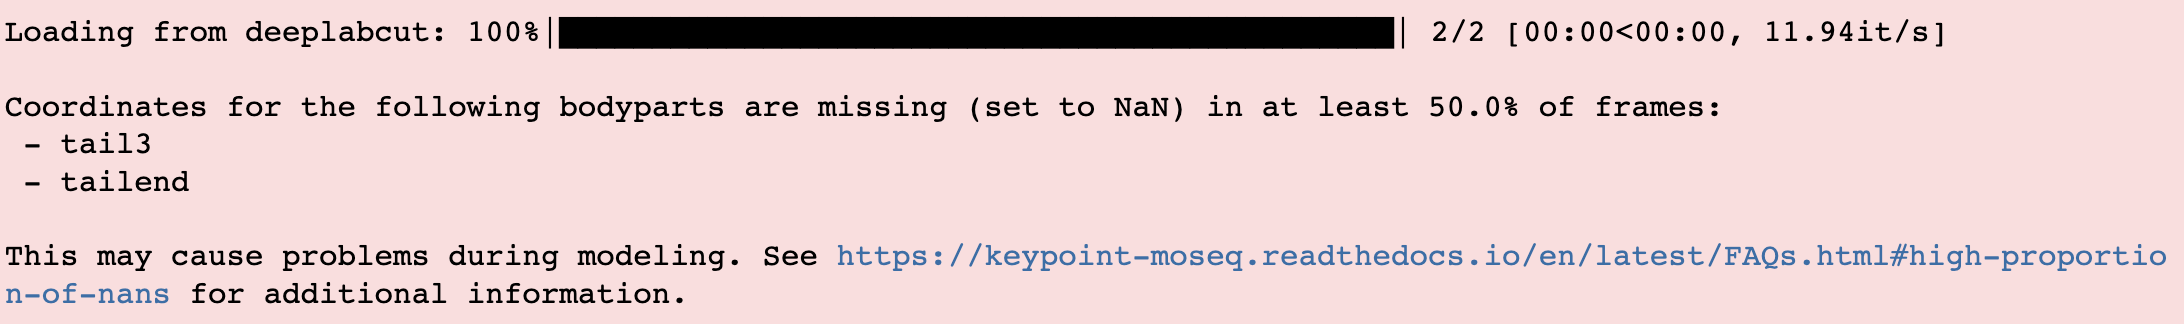 Loading from deeplabcut: 100%|██████████| 2/2 [00:00<00:00, 11.94it/s]
Coordinates for the following bodyparts are missing (set to NaN) in at least 50.0% of frames:
- tail3
- tailend
This may cause problems during modeling. See https://keypoint-moseq.readthedocs.io/en/latest/FAQs.html#high-proportio
n-of-nans for additional information.